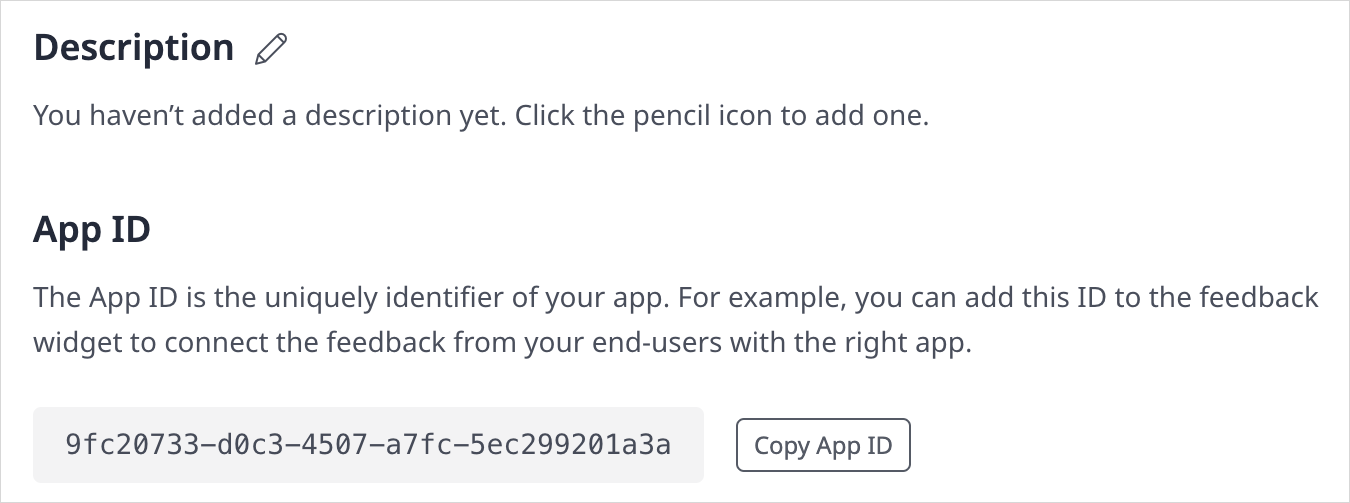 Description
You haven’t added a description yet. Click the pencil icon to add one.
App ID
The App ID is the uniquely identifier of your app. For example, you can add this ID to the feedback
widget to connect the feedback from your end-users with the right app.
9fc20733-d0c3-4507-a7fc-5ec299201a3a Copy App ID